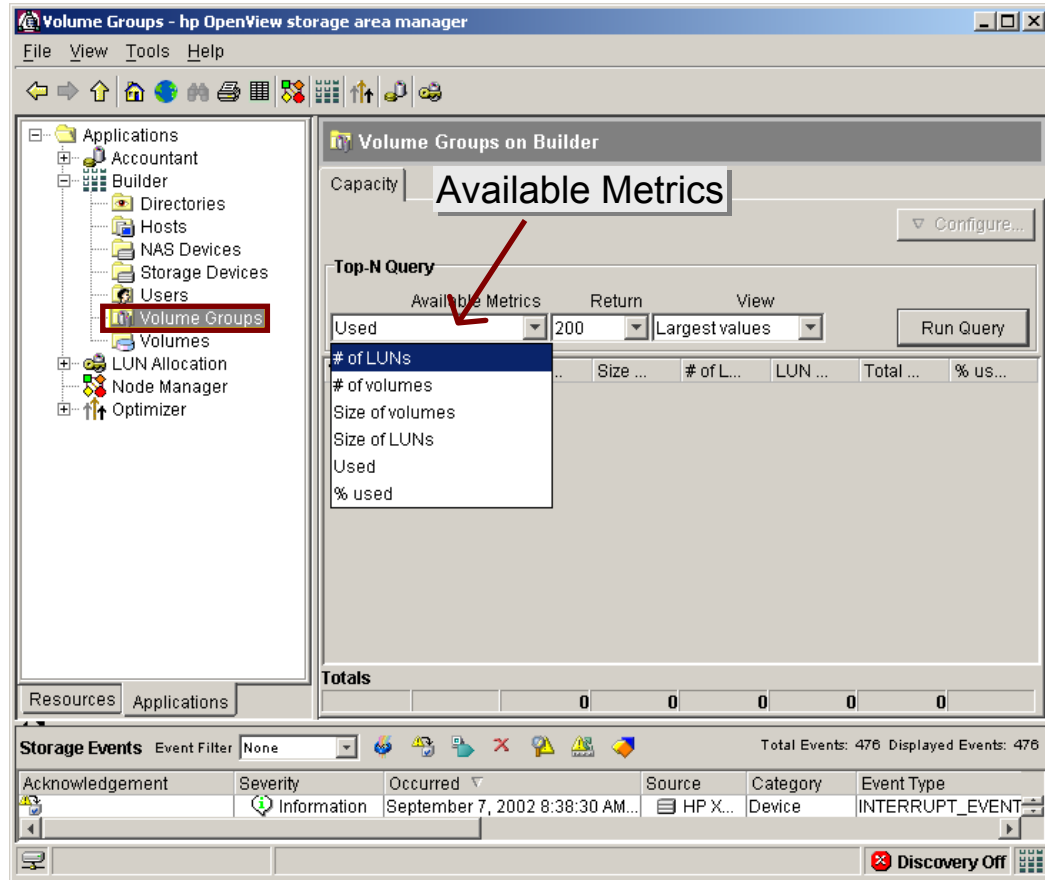 Volume Groups - hp OpenView storage area manager
File View Tools Help
Applications
Accountant
Builder
Directories
Hosts
NAS Devices
Storage Devices
Users
Volume Groups
Volumes
LUN Allocation
Node Manager
Optimizer
Resources Applications
Volume Groups on Builder
Capacity
Available Metrics
Configure...
Top-N Query
Available Metrics Return View
Used 200 Largest values Run Query
... Size ... # of L... LUN ... Total ... % us...
# of LUNs
# of volumes
Size of volumes
Size of LUNs
Used
% used
Totals
0 0 0 0 0
Storage Events Event Filter None Total Events: 476 Displayed Events: 476
Acknowledgement Severity Occurred Source Category Event Type
Information September 7, 2002 8:38:30 AM... HP X... Device INTERRUPT_EVENT
Discovery Off